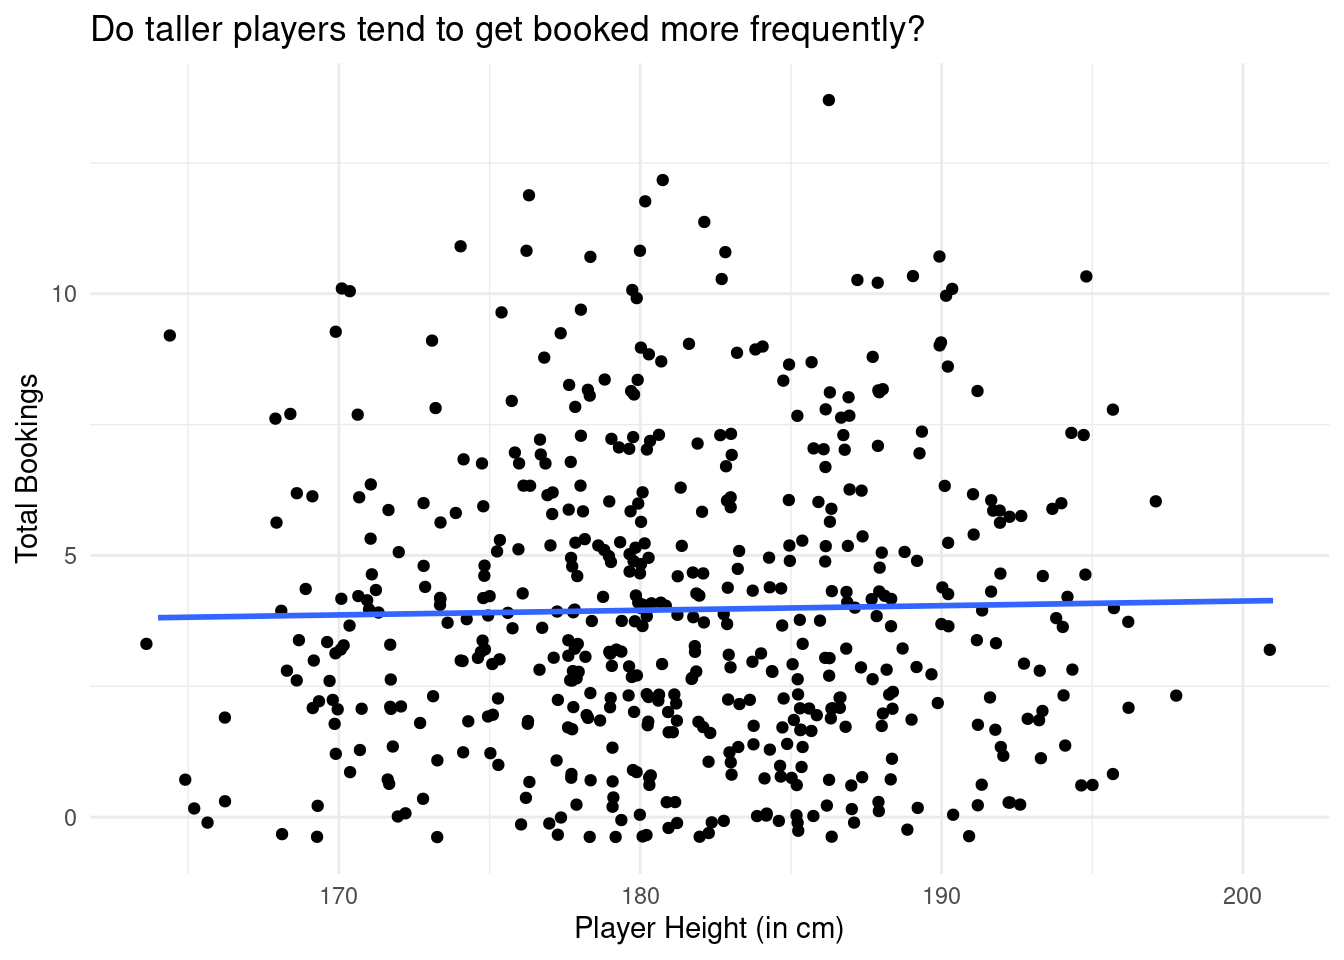 Do taller players tend to get booked more frequently?
10
5
0
Total Bookings
170 180 190 200
Player Height (in cm)